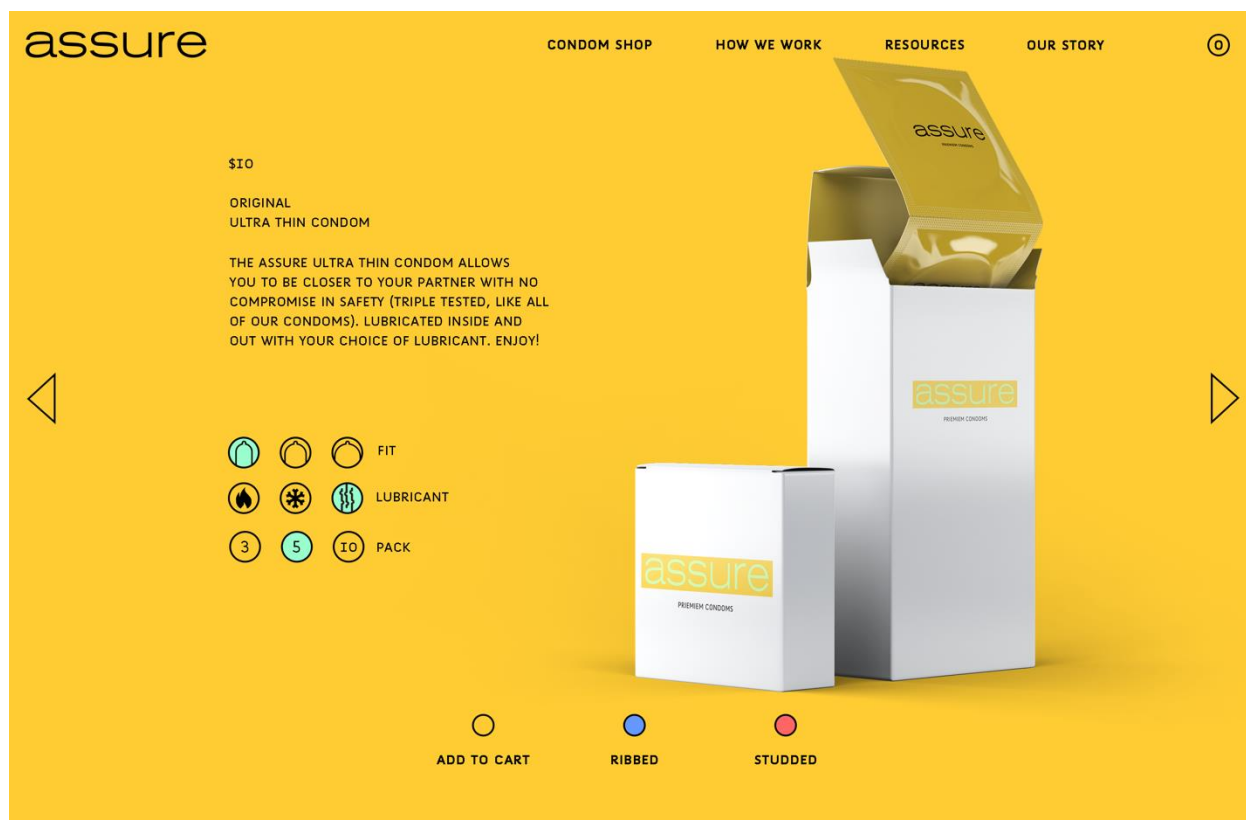 assure
CONDOM SHOP
HOW WE WORK
RESOURCES
OUR STORY
0
$10
ORIGINAL
ULTRA THIN CONDOM
THE ASSURE ULTRA THIN CONDOM ALLOWS
YOU TO BE CLOSER TO YOUR PARTNER WITH NO
COMPROMISE IN SAFETY (TRIPLE TESTED, LIKE ALL
OF OUR CONDOMS). LUBRICATED INSIDE AND
OUT WITH YOUR CHOICE OF LUBRICANT. ENJOY!
FIT
LUBRICANT
3 5 10 PACK
assure
assure
PRIEMIEM CONDOMS
assure
PRIEMIEM CONDOMS
ADD TO CART
RIBBED
STUDDED